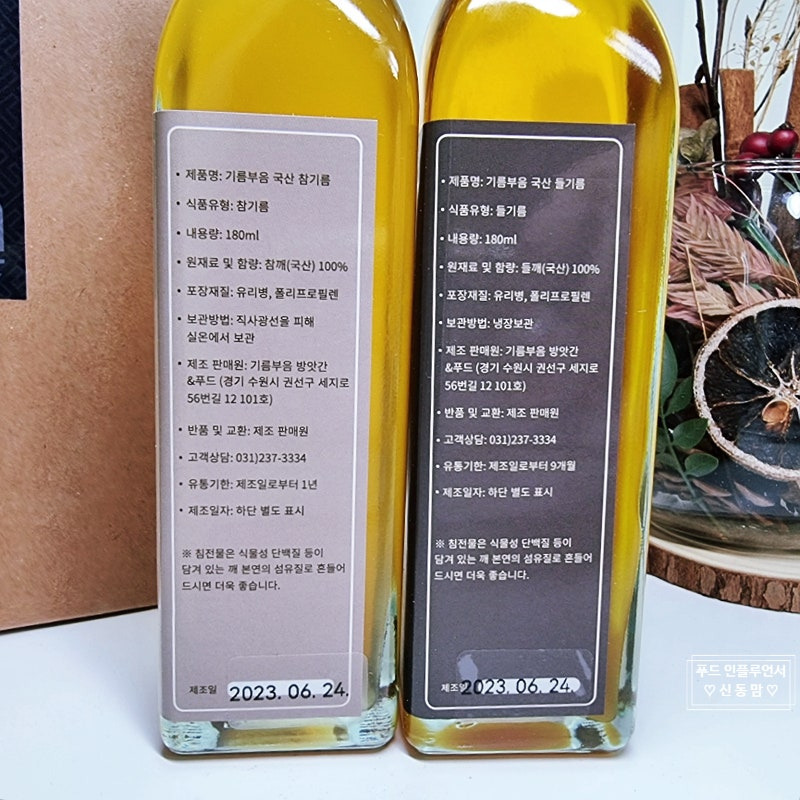 • 제품명: 기름부음 국산 참기름
• 식품유형: 참기름
• 내용량: 180ml
• 원재료 및 함량: 참깨(국산) 100%
• 포장재질: 유리병, 폴리프로필렌
• 보관방법: 직사광선을 피해
실온에서 보관
• 제조 판매원: 기름부음 방앗간
&푸드 (경기 수원시 권선구 세지로
56번길 12 101호)
• 반품 및 교환: 제조 판매원
• 고객상담: 031)237-3334
• 유통기한: 제조일로부터 1년
• 제조일자: 하단 별도 표시
※ 침전물은 식물성 단백질 등이
담겨 있는 깨 본연의 섬유질로 흔들어
드시면 더욱 좋습니다.
제조일 2023. 06. 24.
• 제품명: 기름부음 국산 들기름
• 식품유형: 들기름
• 내용량: 180ml
• 원재료 및 함량: 들깨(국산) 100%
• 포장재질: 유리병, 폴리프로필렌
• 보관방법: 냉장보관
• 제조 판매원: 기름부음 방앗간
&푸드 (경기 수원시 권선구 세지로
56번길 12 101호)
• 반품 및 교환: 제조 판매원
• 고객상담: 031)237-3334
• 유통기한: 제조일로부터 9개월
• 제조일자: 하단 별도 표시
※ 침전물은 식물성 단백질 등이
담겨 있는 깨 본연의 섬유질로 흔들어
드시면 더욱 좋습니다.
제조일 2023. 06. 24.
푸드 인플루언서
♡신동맘♡